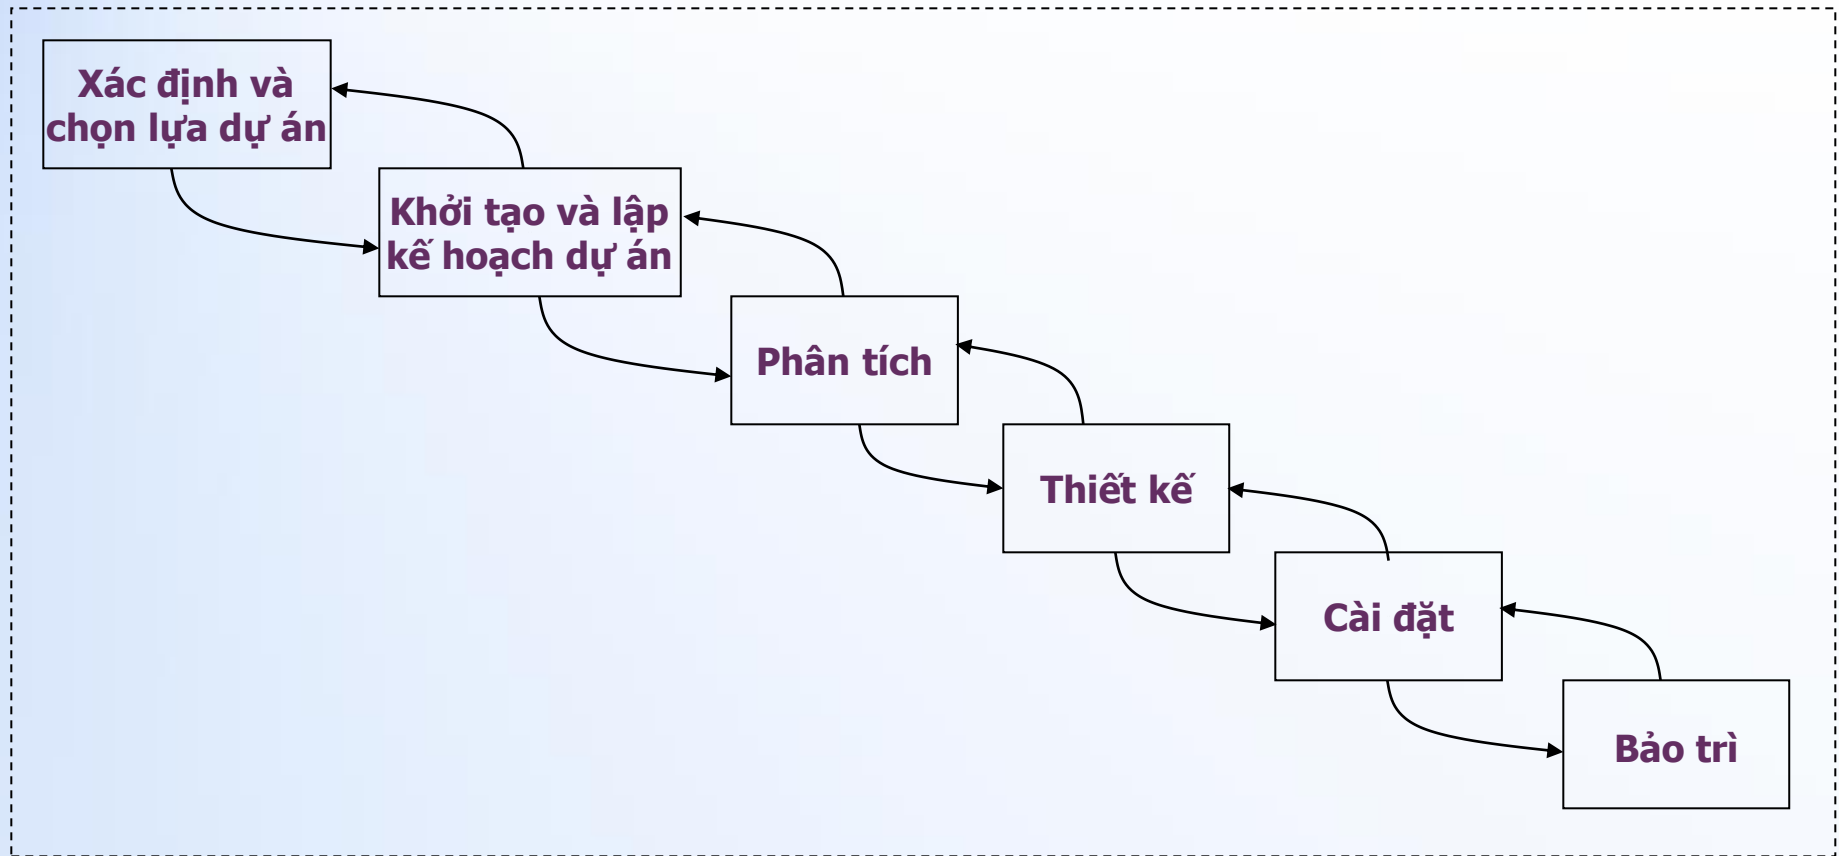 Xác định và
chọn lựa dự án
Khởi tạo và lập
kế hoạch dự án
Phân tích
Thiết kế
Cài đặt
Bảo trì